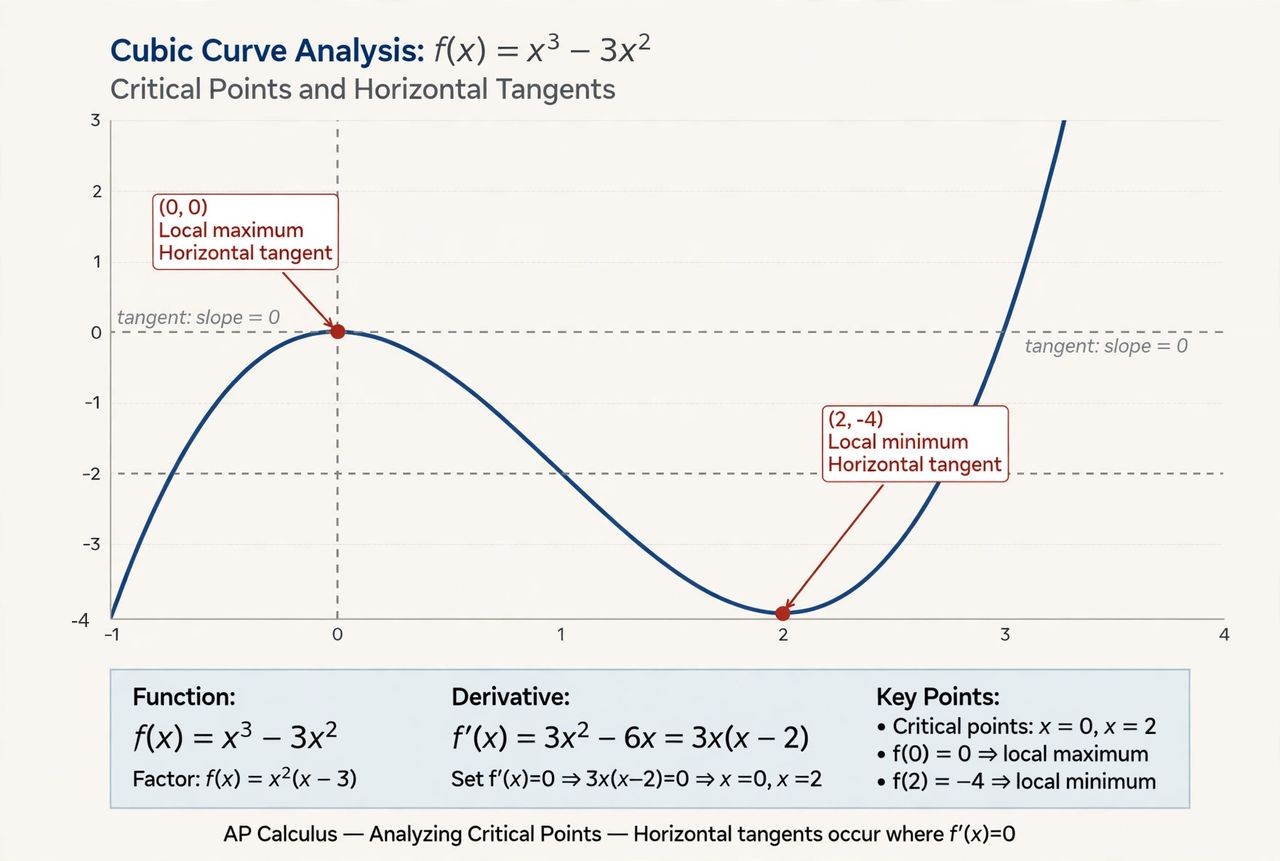 Cubic Curve Analysis: f(x) = x³ − 3x²
Critical Points and Horizontal Tangents
3
2
(0, 0)
Local maximum
Horizontal tangent
1
tangent: slope = 0
0
tangent: slope = 0
-1
(2, -4)
Local minimum
Horizontal tangent
−2
-3
-4
-1
0
1
2
3
4
Function:
f(x) = x³ − 3x²
Factor: f(x) = x²(x − 3)
Derivative:
f′(x) = 3x² − 6x = 3x(x − 2)
Set f′(x)=0 ⇒ 3x(x−2)=0 ⇒ x =0, x =2
Key Points:
• Critical points: x = 0, x = 2
• f(0) = 0 ⇒ local maximum
• f(2) = −4 ⇒ local minimum
AP Calculus — Analyzing Critical Points — Horizontal tangents occur where f′(x)=0